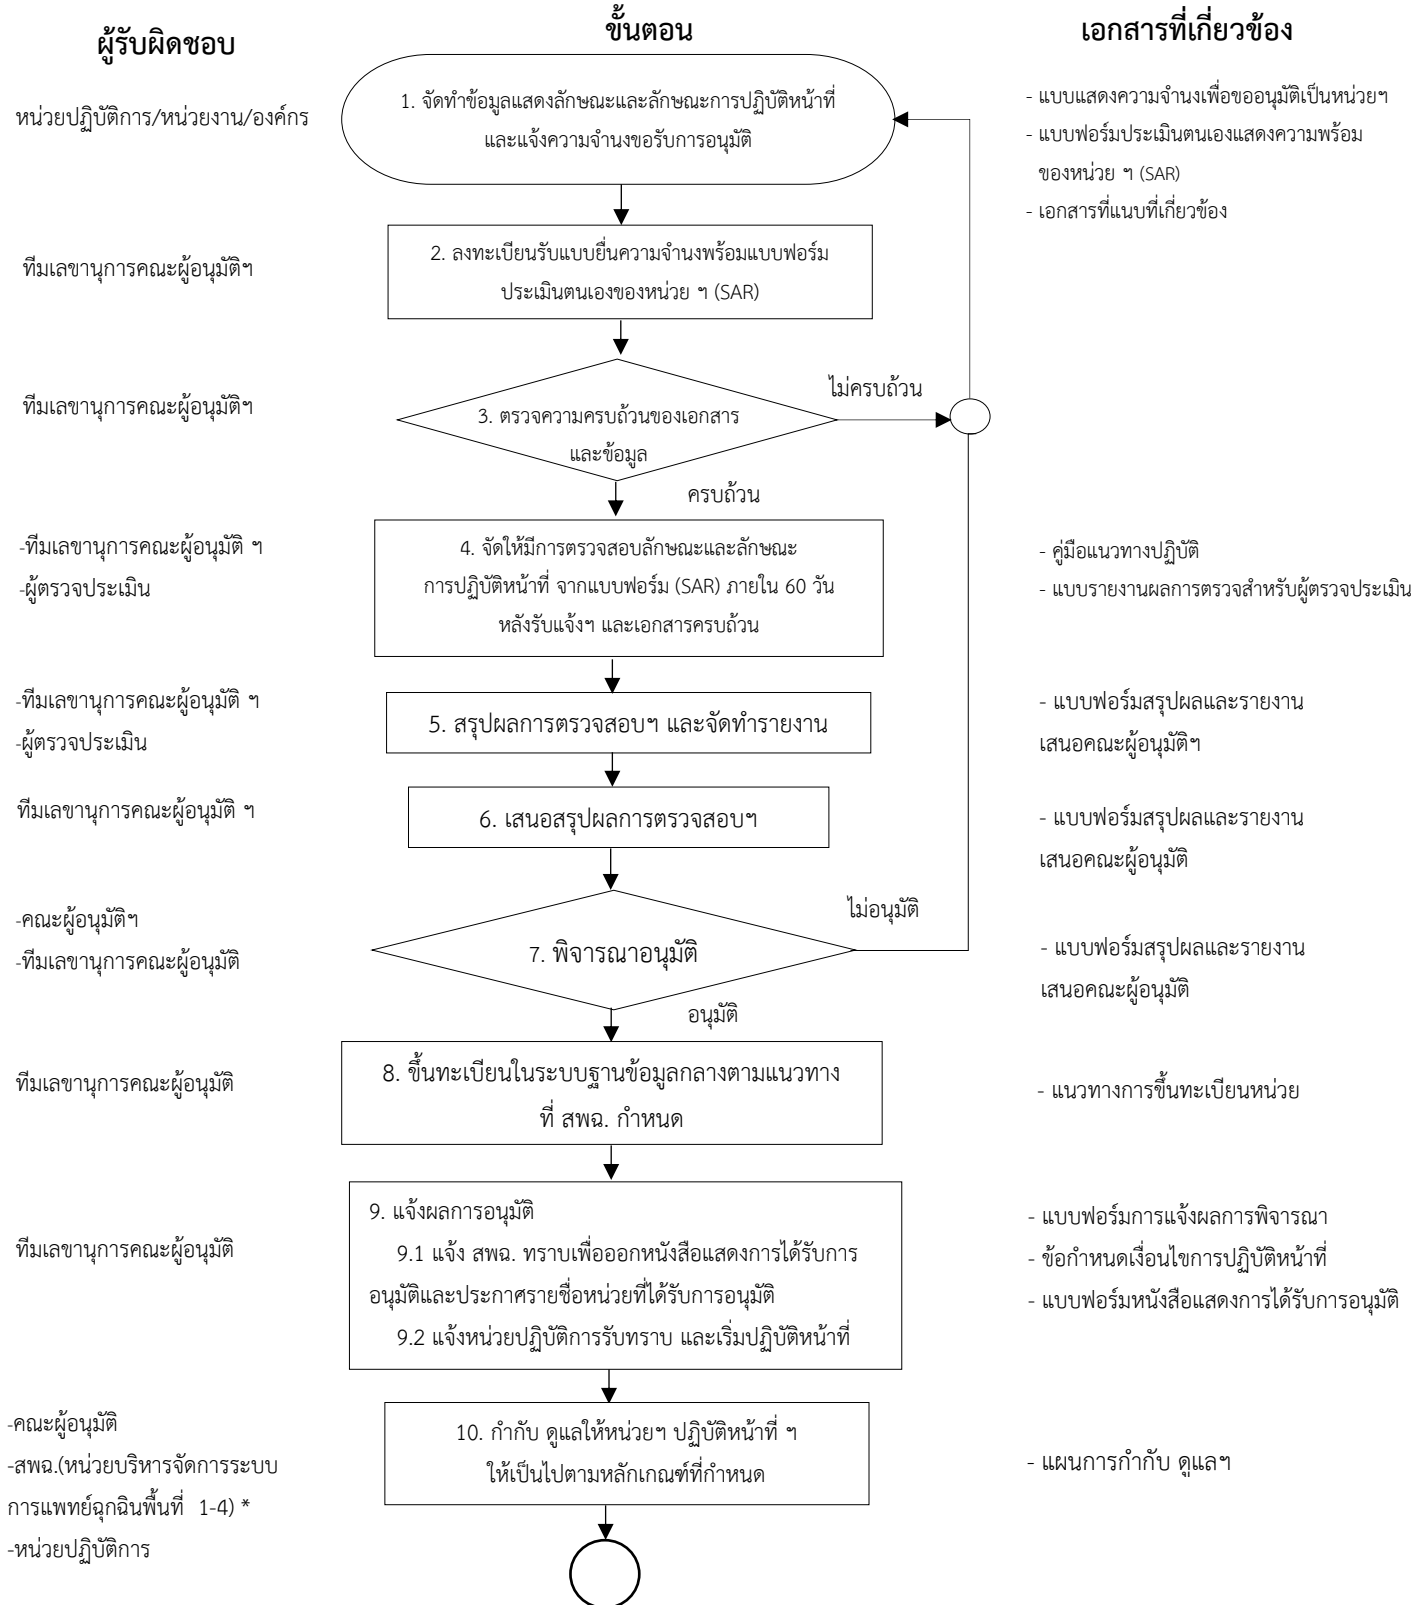 ผู้รับผิดชอบ
ขั้นตอน
เอกสารที่เกี่ยวข้อง
หน่วยปฏิบัติการ/หน่วยงาน/องค์กร
1. จัดทำข้อมูลแสดงลักษณะและลักษณะการปฏิบัติหน้าที่
และแจ้งความจำนงขอรับการอนุมัติ
- แบบแสดงความจำนงเพื่อขออนุมัติเป็นหน่วยฯ
- แบบฟอร์มประเมินตนเองแสดงความพร้อม
ของหน่วย ฯ (SAR)
- เอกสารที่แนบที่เกี่ยวข้อง
ทีมเลขานุการคณะผู้อนุมัติฯ
2. ลงทะเบียนรับแบบยื่นความจำนงพร้อมแบบฟอร์ม
ประเมินตนเองของหน่วย ฯ (SAR)
ทีมเลขานุการคณะผู้อนุมัติฯ
3. ตรวจความครบถ้วนของเอกสาร
และข้อมูล
ไม่ครบถ้วน
ครบถ้วน
-ทีมเลขานุการคณะผู้อนุมัติ ฯ
-ผู้ตรวจประเมิน
4. จัดให้มีการตรวจสอบลักษณะและลักษณะ
การปฏิบัติหน้าที่ จากแบบฟอร์ม (SAR) ภายใน 60 วัน
หลังรับแจ้งฯ และเอกสารครบถ้วน
- คู่มือแนวทางปฏิบัติ
- แบบรายงานผลการตรวจสำหรับผู้ตรวจประเมิน
-ทีมเลขานุการคณะผู้อนุมัติ ฯ
-ผู้ตรวจประเมิน
5. สรุปผลการตรวจสอบฯ และจัดทำรายงาน
- แบบฟอร์มสรุปผลและรายงาน
เสนอคณะผู้อนุมัติฯ
ทีมเลขานุการคณะผู้อนุมัติ ฯ
6. เสนอสรุปผลการตรวจสอบฯ
- แบบฟอร์มสรุปผลและรายงาน
เสนอคณะผู้อนุมัติ
-คณะผู้อนุมัติฯ
-ทีมเลขานุการคณะผู้อนุมัติ
7. พิจารณาอนุมัติ
ไม่อนุมัติ
อนุมัติ
- แบบฟอร์มสรุปผลและรายงาน
เสนอคณะผู้อนุมัติ
ทีมเลขานุการคณะผู้อนุมัติ
8. ขึ้นทะเบียนในระบบฐานข้อมูลกลางตามแนวทาง
ที่ สพฉ. กำหนด
- แนวทางการขึ้นทะเบียนหน่วย
ทีมเลขานุการคณะผู้อนุมัติ
9. แจ้งผลการอนุมัติ
9.1 แจ้ง สพฉ. ทราบเพื่อออกหนังสือแสดงการได้รับการ
อนุมัติและประกาศรายชื่อหน่วยที่ได้รับการอนุมัติ
9.2 แจ้งหน่วยปฏิบัติการรับทราบ และเริ่มปฏิบัติหน้าที่
- แบบฟอร์มการแจ้งผลการพิจารณา
- ข้อกำหนดเงื่อนไขการปฏิบัติหน้าที่
- แบบฟอร์มหนังสือแสดงการได้รับการอนุมัติ
-คณะผู้อนุมัติ
-สพฉ.(หน่วยบริหารจัดการระบบ
การแพทย์ฉุกเฉินพื้นที่ 1-4) *
-หน่วยปฏิบัติการ
10. กำกับ ดูแลให้หน่วยฯ ปฏิบัติหน้าที่ ฯ
ให้เป็นไปตามหลักเกณฑ์ที่กำหนด
- แผนการกำกับ ดูแลฯ